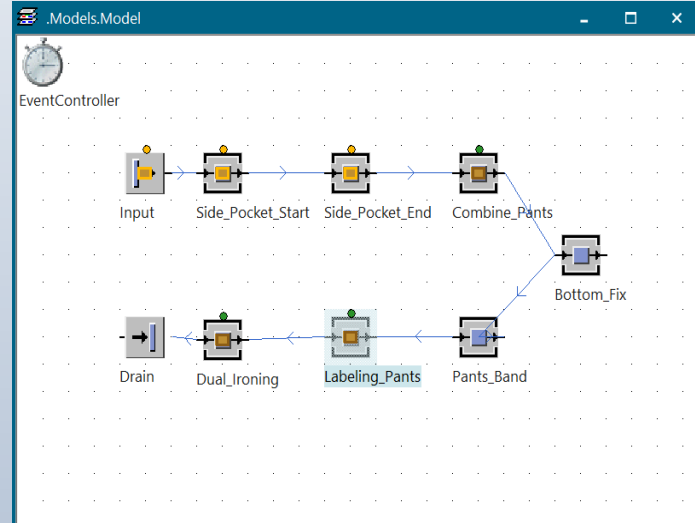 .Models.Model
EventController
Input
Side_Pocket_Start
Side_Pocket_End
Combine_Pants
Bottom_Fix
Drain
Dual_Ironing
Labeling_Pants
Pants_Band